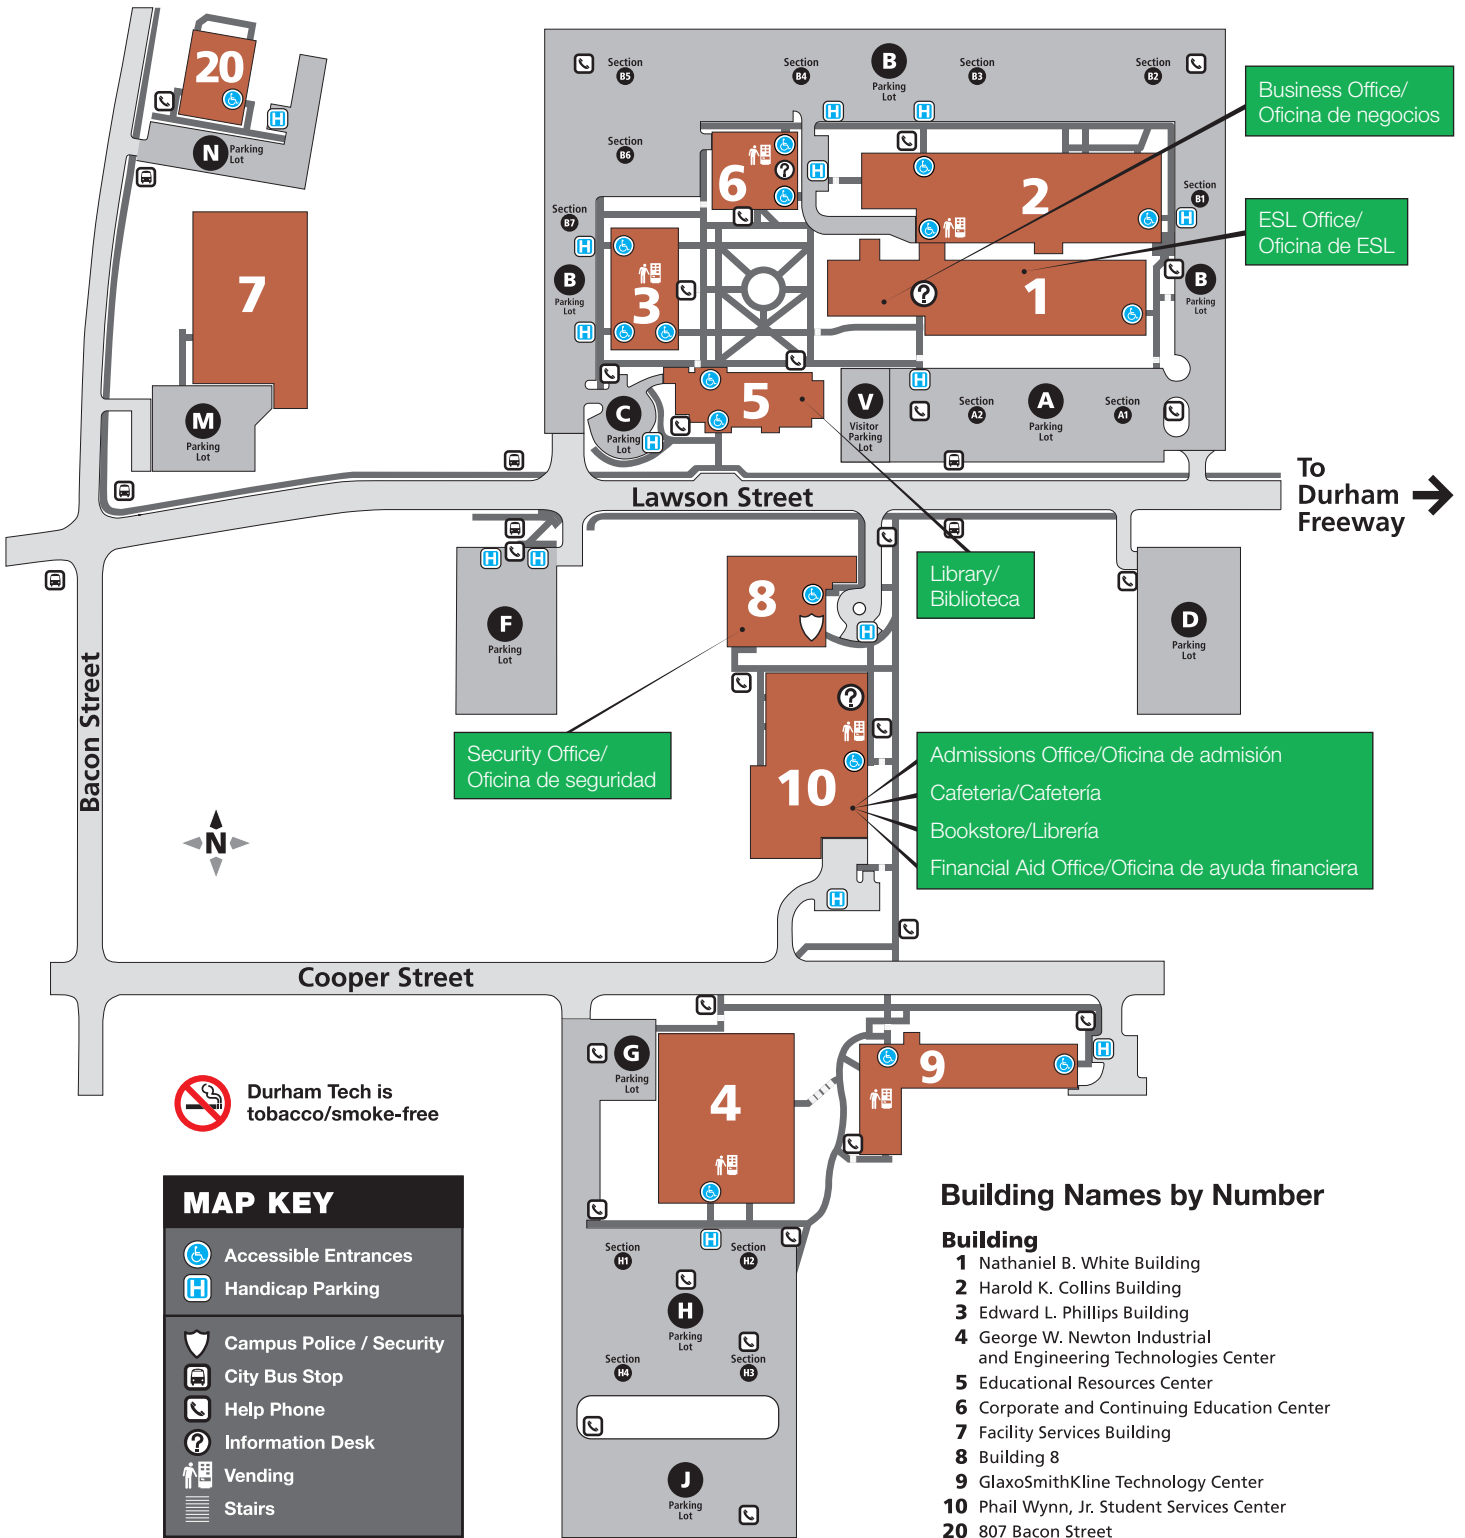 20
N Parking
Lot
7
M
Parking
Lot
Section
B5
Section
B4
B
Parking
Lot
Section
B3
Section
B2
Section
B6
6
2
Section
B1
Section
B7
B
Parking
Lot
3
1
B
Parking
Lot
Business Office/
Oficina de negocios
ESL Office/
Oficina de ESL
C
Parking
Lot
5
V
Visitor
Parking
Lot
Section
A2
A
Parking
Lot
Section
A1
Lawson Street
To
Durham
Freeway
F
Parking
Lot
8
Library/
Biblioteca
D
Parking
Lot
Bacon Street
Security Office/
Oficina de seguridad
10
Admissions Office/Oficina de admisión
Cafeteria/Cafetería
Bookstore/Librería
Financial Aid Office/Oficina de ayuda financiera
N
Cooper Street
G
Parking
Lot
4
9
Durham Tech is
tobacco/smoke-free
Section
H1
Section
H2
H
Parking
Lot
Section
H4
Section
H3
J
Parking
Lot
MAP KEY
Accessible Entrances
H Handicap Parking
Campus Police / Security
City Bus Stop
Help Phone
? Information Desk
Vending
Stairs
Building Names by Number
Building
1 Nathaniel B. White Building
2 Harold K. Collins Building
3 Edward L. Phillips Building
4 George W. Newton Industrial
and Engineering Technologies Center
5 Educational Resources Center
6 Corporate and Continuing Education Center
7 Facility Services Building
8 Building 8
9 GlaxoSmithKline Technology Center
10 Phail Wynn, Jr. Student Services Center
20 807 Bacon Street